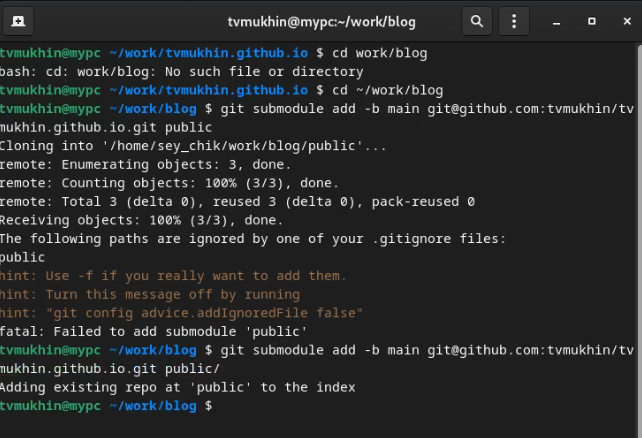 tvmukhin@mypc:~/work/blog
tvmukhin@mypc ~/work/tvmukhin.github.io $ cd work/blog
bash: cd: work/blog: No such file or directory
tvmukhin@mypc ~/work/tvmukhin.github.io $ cd ~/work/blog
tvmukhin@mypc ~/work/blog $ git submodule add -b main git@github.com:tvmukhin/tv
mukhin.github.io.git public
Cloning into '/home/sey_chik/work/blog/public'...
remote: Enumerating objects: 3, done.
remote: Counting objects: 100% (3/3), done.
remote: Total 3 (delta 0), reused 3 (delta 0), pack-reused 0
Receiving objects: 100% (3/3), done.
The following paths are ignored by one of your .gitignore files:
public
hint: Use -f if you really want to add them.
hint: Turn this message off by running
hint: "git config advice.addIgnoredFile false"
fatal: Failed to add submodule 'public'
tvmukhin@mypc ~/work/blog $ git submodule add -b main git@github.com:tvmukhin/tv
mukhin.github.io.git public/
Adding existing repo at 'public' to the index
tvmukhin@mypc ~/work/blog $